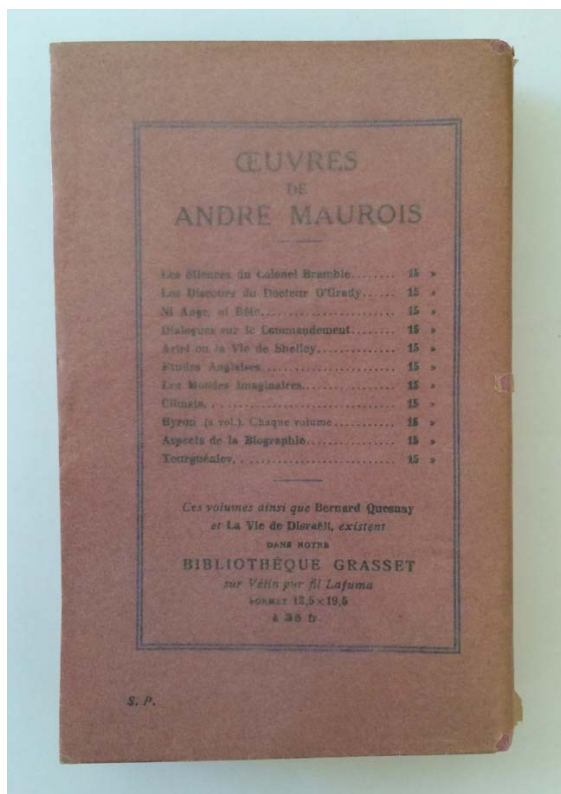 ŒUVRES
DE
ANDRÉ MAUROIS
Les Silences du Colonel Bramble........ 15 »
Les Discours du Docteur O'Grady...... 15 »
Ni Ange, ni Bête........................ 15 »
Dialogues sur le Commandement........ 15 »
Ariel ou la Vie de Shelley.............. 15 »
Études Anglaises........................ 15 »
Les Mondes Imaginaires................ 15 »
Climats. . ............................ 15 »
Byron (2 vol.). Chaque volume.......... 15 »
Aspects de la Biographie............... 15 »
Tourguéniev. . ........................ 15 »
Ces volumes ainsi que Bernard Quesnay
et La Vie de Disraëli, existent
DANS NOTRE
BIBLIOTHÈQUE GRASSET
sur Vélin pur fil Lafuma
FORMAT 12,5×19,5
à fr.
S. P.